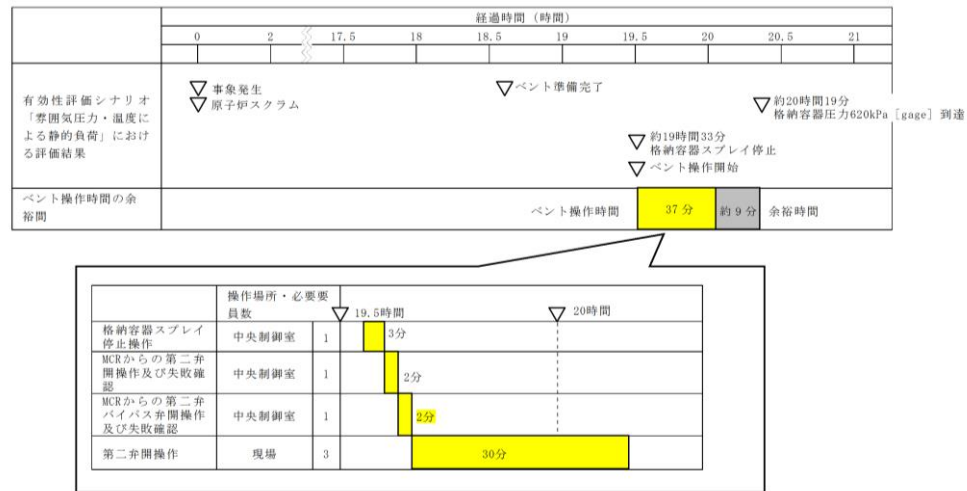 経過時間(時間)
0 2 17.5 18 18.5 19 19.5 20 20.5 21
有効性評価シナリオ
「雰囲気圧力・温度に
よる静的負荷」におけ
る評価結果
事象発生
原子炉スクラム
ベント準備完了
約20時間19分
格納容器圧力620kPa [gage] 到達
約19時間33分
格納容器スプレイ停止
ベント操作開始
ベント操作時間の余
裕間
ベント操作時間 37 分 約 9 分 余裕時間
操作場所・必要要
員数
19.5時間 20時間
格納容器スプレイ
停止操作
中央制御室 1 3分
MCRからの第二弁
開操作及び失敗確
認
中央制御室 1 2分
MCRからの第二弁
バイパス弁開操作
及び失敗確認
中央制御室 1 2分
第二弁開操作 現場 3 30分